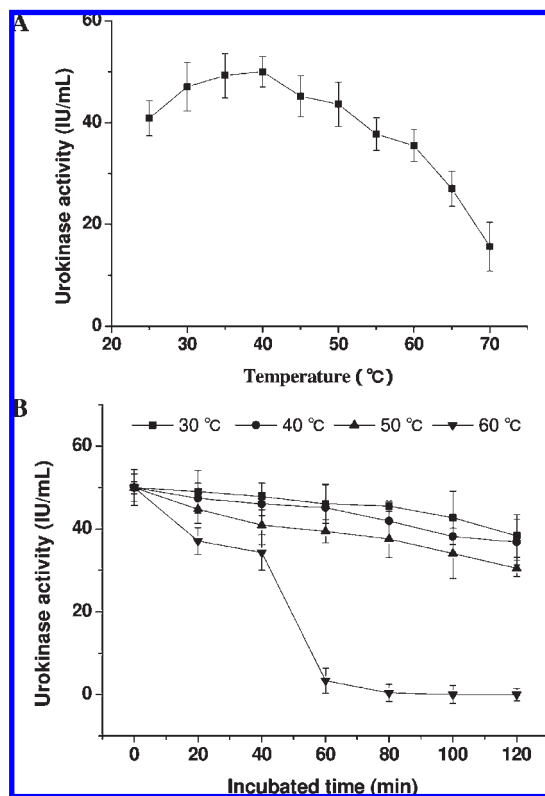 A
Urokinase activity (IU/mL)
60
40
20
0
20 30 40 50 60 70
Temperature (℃)
B
30 ℃ 40 ℃ 50 ℃ 60 ℃
Urokinase activity (IU/mL)
60
40
20
0
0 20 40 60 80 100 120
Incubated time (min)